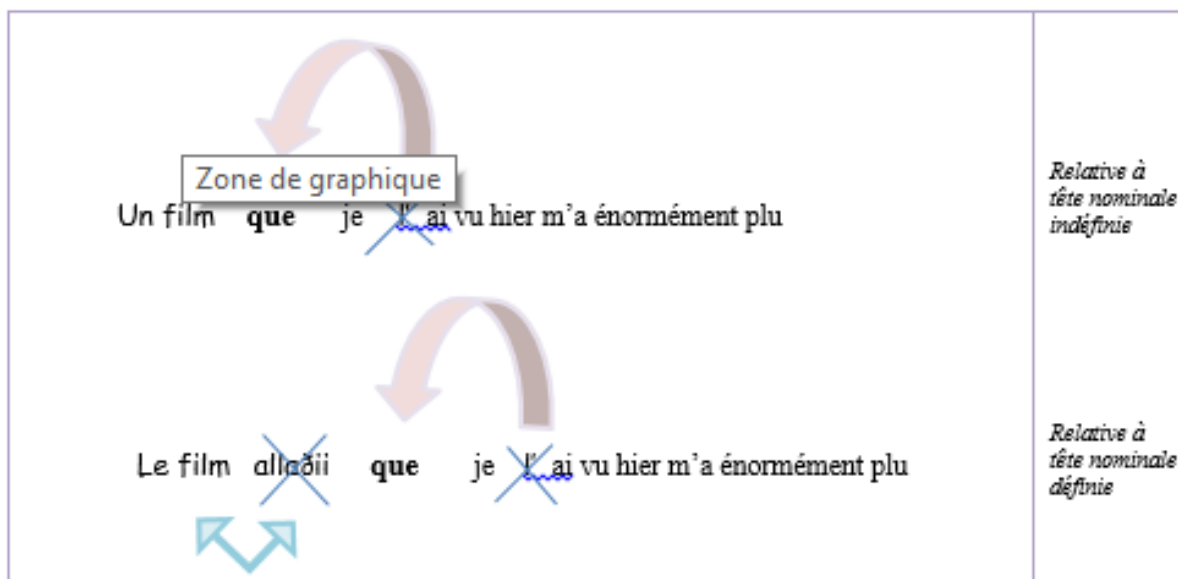 Zone de graphique
Un film que je l' ai vu hier m'a énormément plu
Relative à
tête nominale
indéfinie
Le film allaðii que je l' ai vu hier m'a énormément plu
Relative à
tête nominale
définie